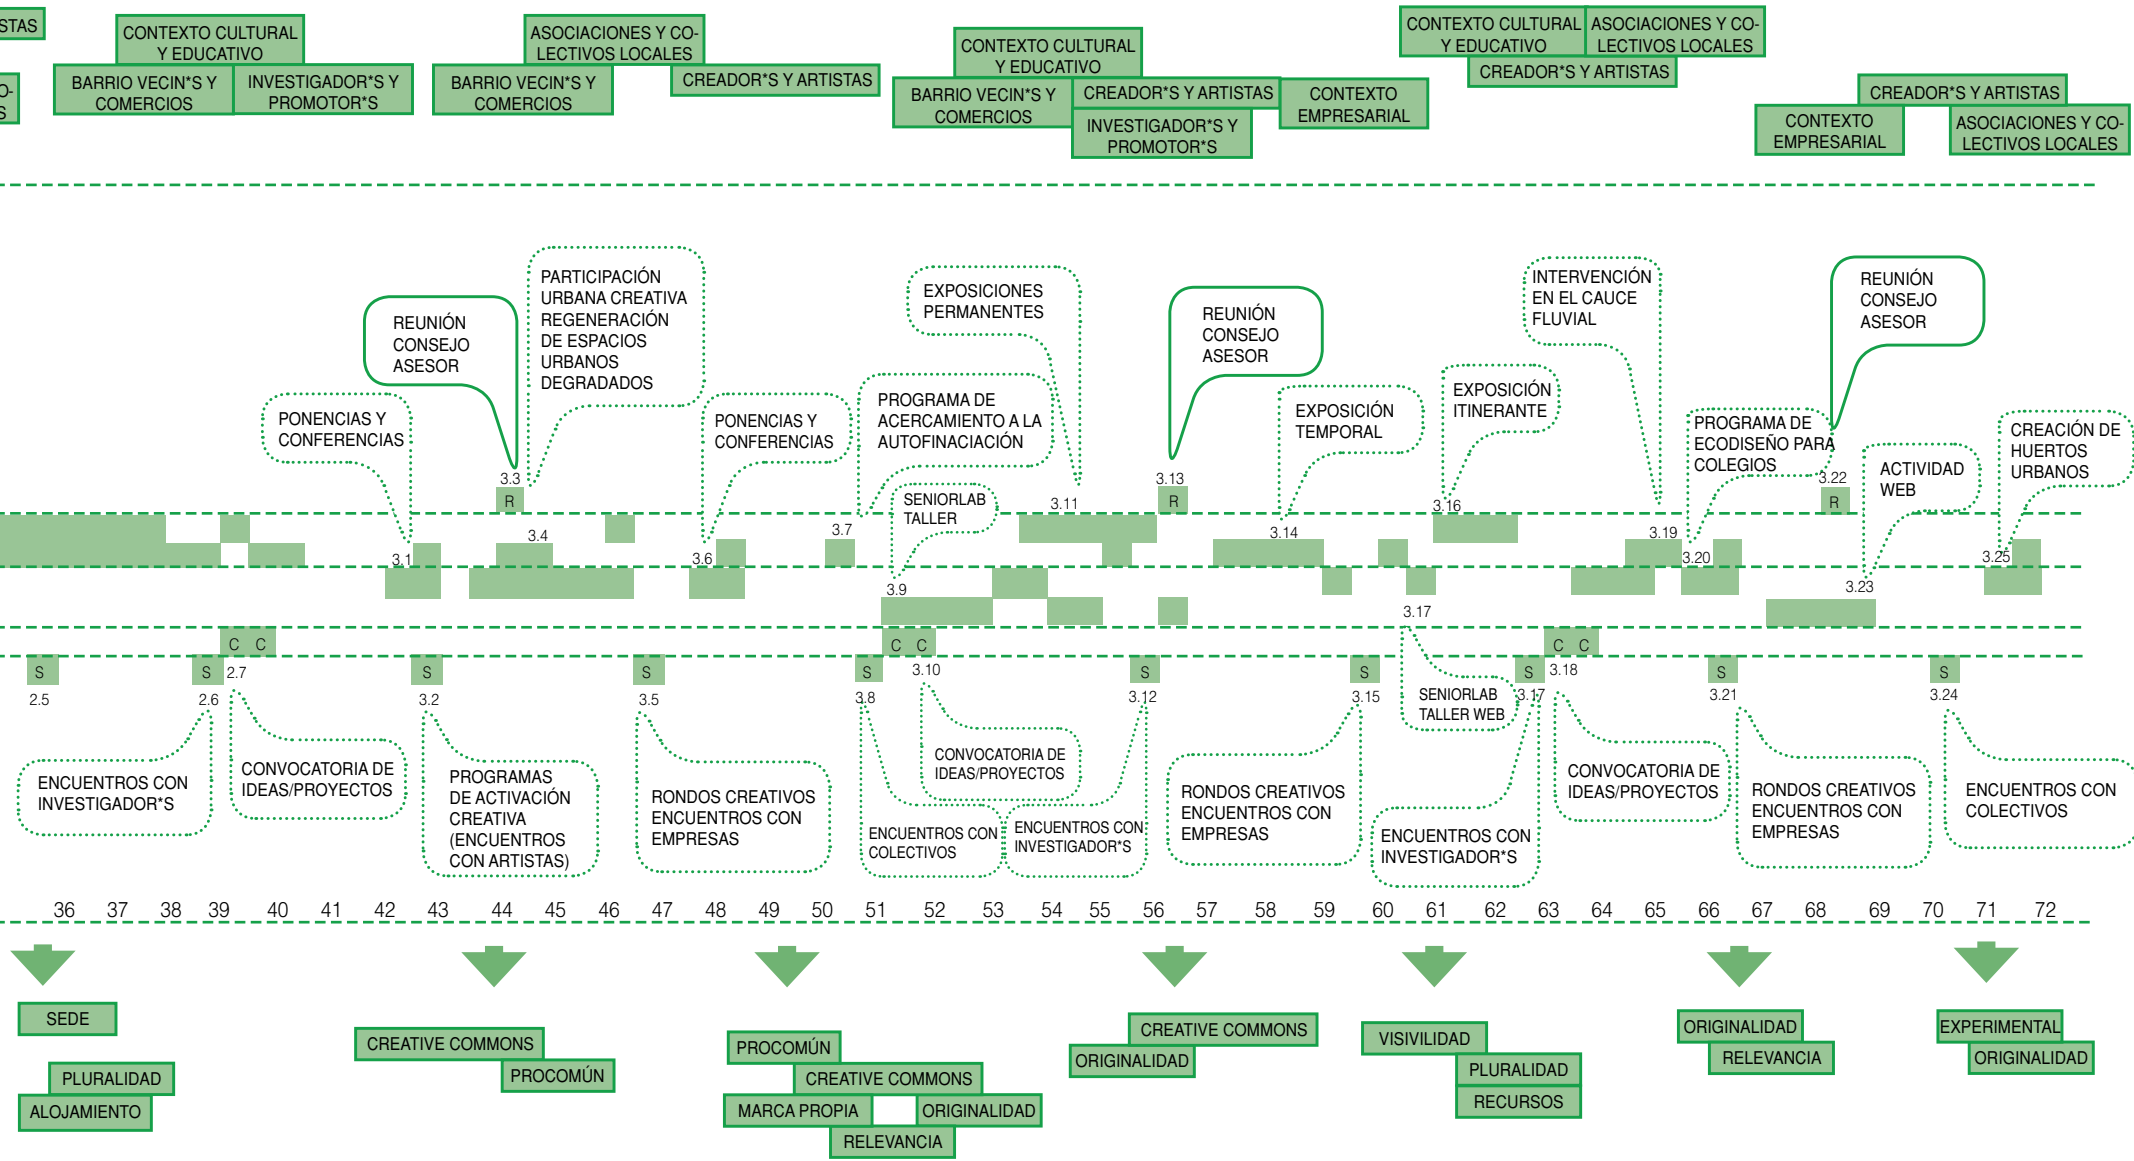 STAS
O-
S
CONTEXTO CULTURAL
Y EDUCATIVO
BARRIO VECIN*S Y
COMERCIOS
INVESTIGADOR*S Y
PROMOTOR*S
ASOCIACIONES Y CO-
LECTIVOS LOCALES
BARRIO VECIN*S Y
COMERCIOS
CREADOR*S Y ARTISTAS
CONTEXTO CULTURAL
Y EDUCATIVO
BARRIO VECIN*S Y
COMERCIOS
CREADOR*S Y ARTISTAS
INVESTIGADOR*S Y
PROMOTOR*S
CONTEXTO
EMPRESARIAL
CONTEXTO CULTURAL
Y EDUCATIVO
ASOCIACIONES Y CO-
LECTIVOS LOCALES
CREADOR*S Y ARTISTAS
CREADOR*S Y ARTISTAS
CONTEXTO
EMPRESARIAL
ASOCIACIONES Y CO-
LECTIVOS LOCALES
PONENCIAS Y
CONFERENCIAS
REUNIÓN
CONSEJO
ASESOR
PARTICIPACIÓN
URBANA CREATIVA
REGENERACIÓN
DE ESPACIOS
URBANOS
DEGRADADOS
PONENCIAS Y
CONFERENCIAS
EXPOSICIONES
PERMANENTES
PROGRAMA DE
ACERCAMIENTO A LA
AUTOFINACIACIÓN
SENIORLAB
TALLER
REUNIÓN
CONSEJO
ASESOR
EXPOSICIÓN
TEMPORAL
EXPOSICIÓN
ITINERANTE
INTERVENCIÓN
EN EL CAUCE
FLUVIAL
PROGRAMA DE
ECODISEÑO PARA
COLEGIOS
REUNIÓN
CONSEJO
ASESOR
ACTIVIDAD
WEB
CREACIÓN DE
HUERTOS
URBANOS
3.3
R
3.13
R
3.22
R
3.11
3.16
3.1
3.4
3.6
3.7
3.14
3.19
3.20
3.25
3.9
3.23
3.17
C C
C C
C C
S
S
S
S
S
S
S
S
S
S
2.5
2.6
2.7
3.2
3.5
3.8
3.10
3.12
3.15
3.17
3.18
3.21
3.24
SENIORLAB
TALLER WEB
ENCUENTROS CON
INVESTIGADOR*S
CONVOCATORIA DE
IDEAS/PROYECTOS
PROGRAMAS
DE ACTIVACIÓN
CREATIVA
(ENCUENTROS
CON ARTISTAS)
RONDOS CREATIVOS
ENCUENTROS CON
EMPRESAS
CONVOCATORIA DE
IDEAS/PROYECTOS
ENCUENTROS CON
COLECTIVOS
ENCUENTROS CON
INVESTIGADOR*S
RONDOS CREATIVOS
ENCUENTROS CON
EMPRESAS
ENCUENTROS CON
INVESTIGADOR*S
CONVOCATORIA DE
IDEAS/PROYECTOS
RONDOS CREATIVOS
ENCUENTROS CON
EMPRESAS
ENCUENTROS CON
COLECTIVOS
36 37 38 39 40 41 42 43 44 45 46 47 48 49 50 51 52 53 54 55 56 57 58 59 60 61 62 63 64 65 66 67 68 69 70 71 72
SEDE
PLURALIDAD
ALOJAMIENTO
CREATIVE COMMONS
PROCOMÚN
PROCOMÚN
CREATIVE COMMONS
MARCA PROPIA
ORIGINALIDAD
RELEVANCIA
CREATIVE COMMONS
ORIGINALIDAD
VISIVILIDAD
PLURALIDAD
RECURSOS
ORIGINALIDAD
RELEVANCIA
EXPERIMENTAL
ORIGINALIDAD